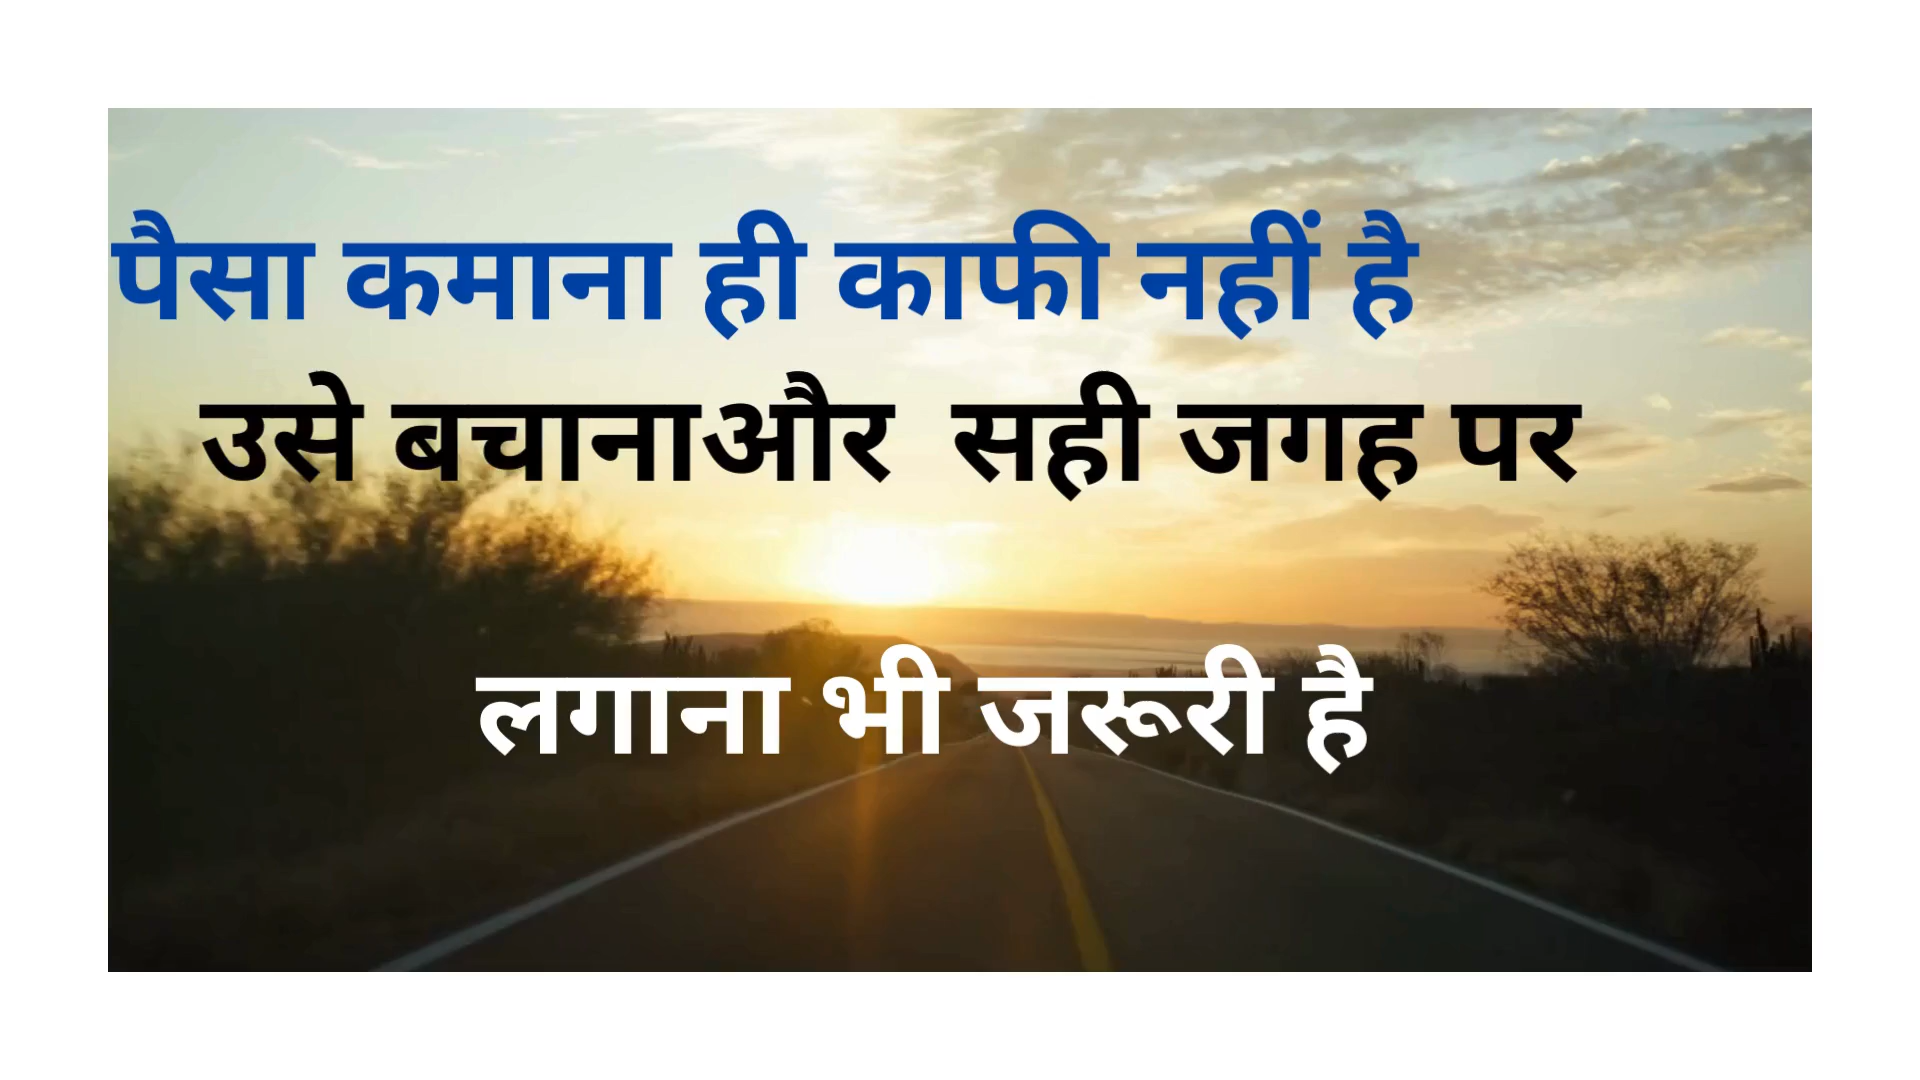 पैसा कमाना ही काफी नहीं है
उसे बचानाऔर  सही जगह पर
लगाना भी जरूरी है